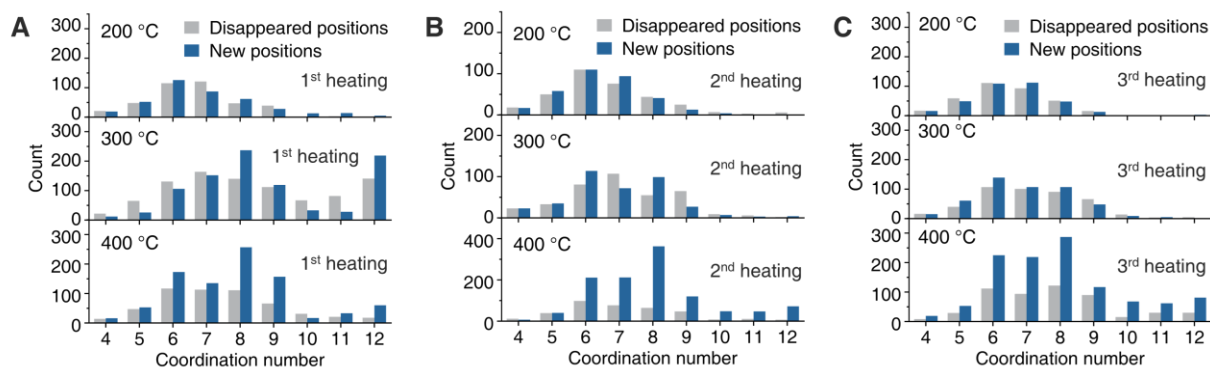 A
300
200 °C
Disappeared positions
New positions
200
1st heating
100
0
300
300 °C
1st heating
200
100
0
300
400 °C
1st heating
200
100
0
Count
4 5 6 7 8 9 10 11 12
Coordination number
B
200 °C
Disappeared positions
New positions
200
2nd heating
100
0
300 °C
200
2nd heating
100
0
400
400 °C
2nd heating
200
0
Count
4 5 6 7 8 9 10 11 12
Coordination number
C
300
200 °C
Disappeared positions
New positions
200
3rd heating
100
0
300
300 °C
200
3rd heating
100
0
300
400 °C
3rd heating
200
100
0
Count
4 5 6 7 8 9 10 11 12
Coordination number